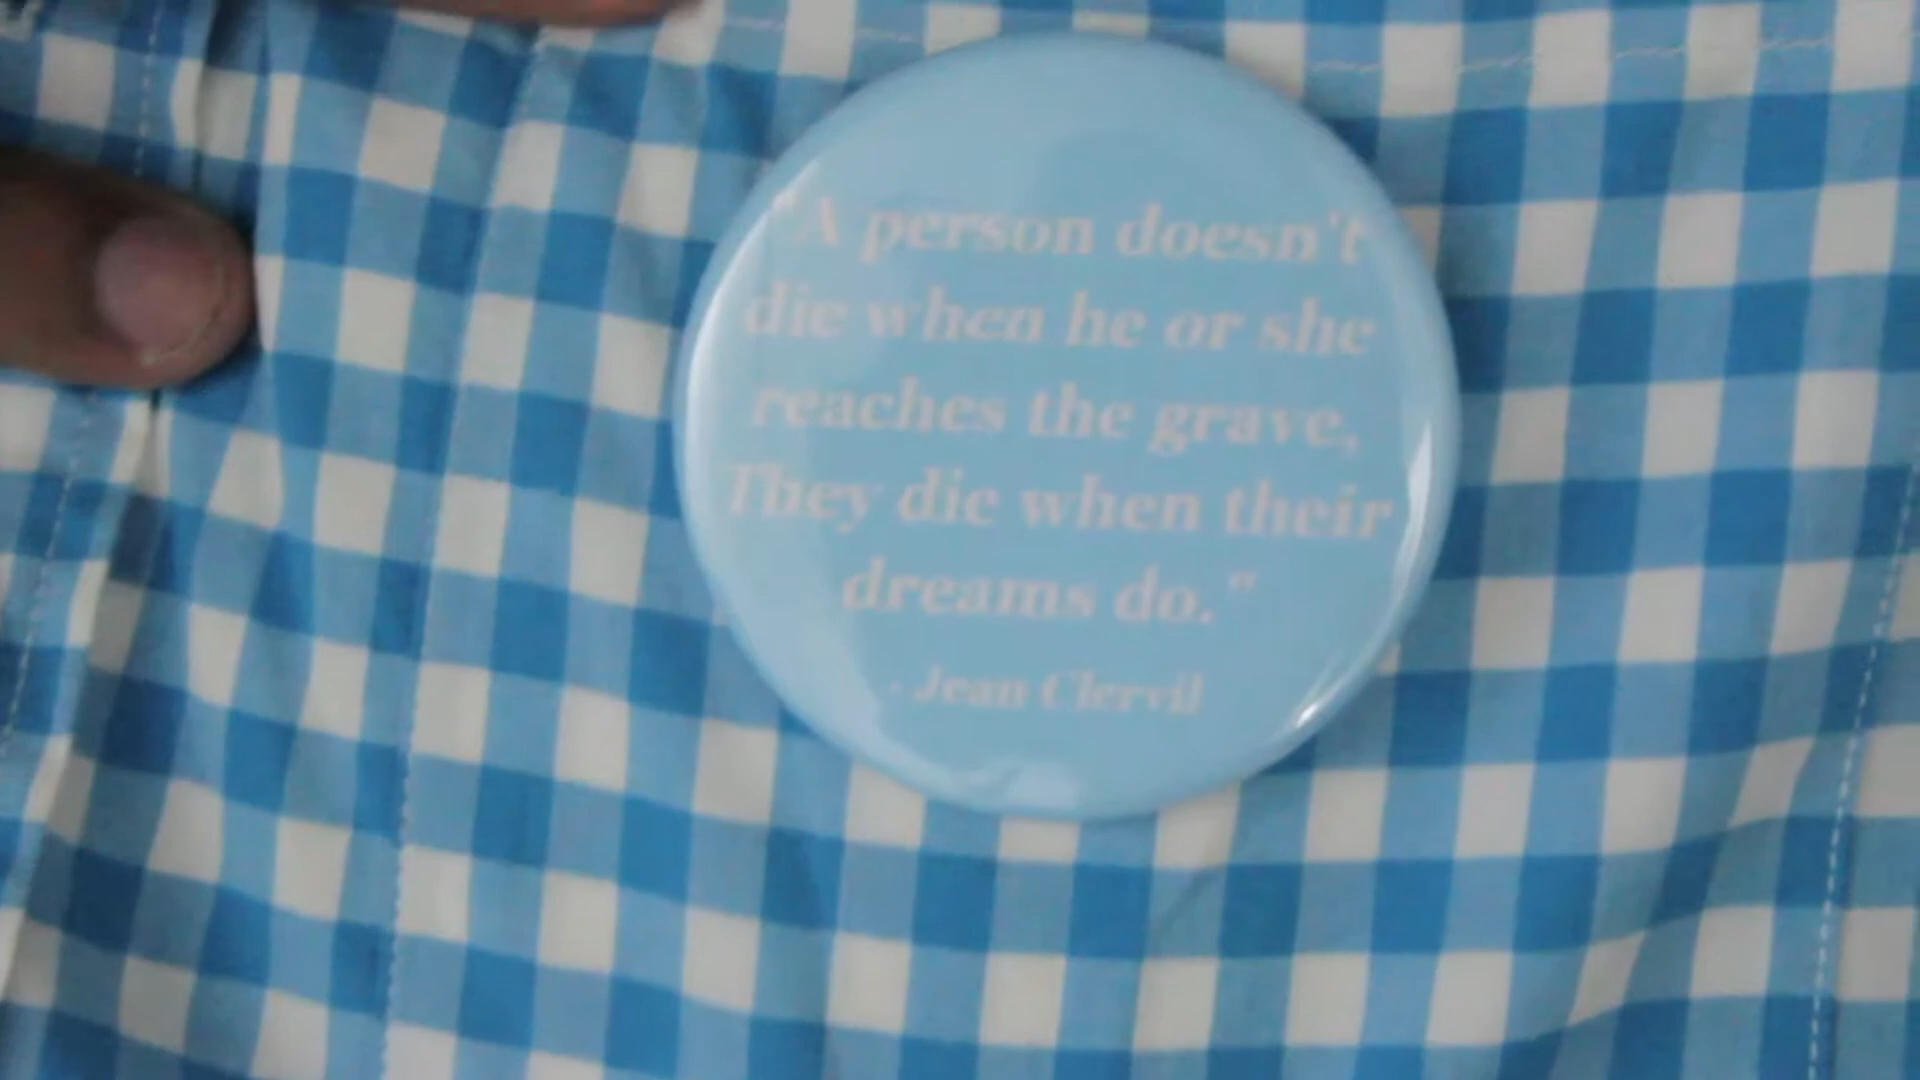 "A person doesn't
die when he or she
reaches the grave,
They die when their
dreams do."
- Jean Clervil